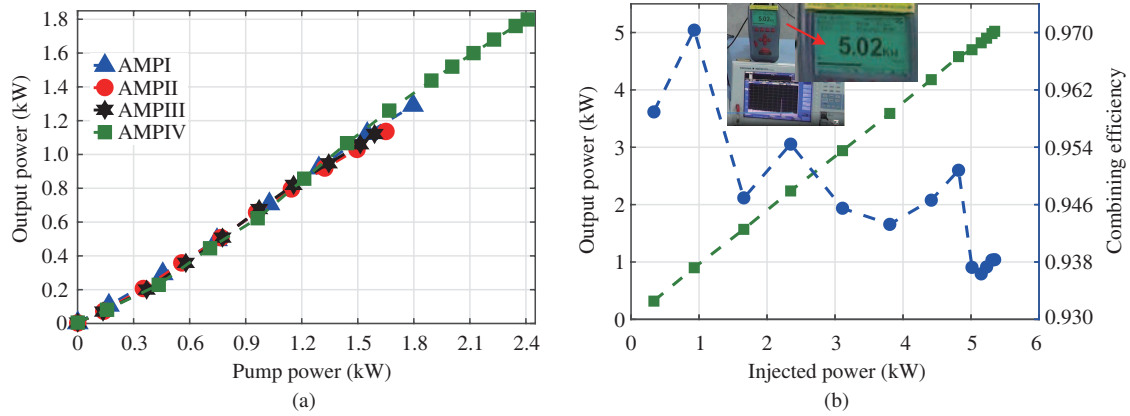 Output power (kW)
1.8
1.6
1.4
1.2
1.0
0.8
0.6
0.4
0.2
0
AMPI
AMPII
AMPIII
AMPIV
0 0.3 0.6 0.9 1.2 1.5 1.8 2.1 2.4
Pump power (kW)
(a)
Output power (kW)
5
4
3
2
1
0
5.02
5.02KW
0 1 2 3 4 5 6
Injected power (kW)
(b)
0.970
0.962
0.954
0.946
0.938
0.930
Combining efficiency